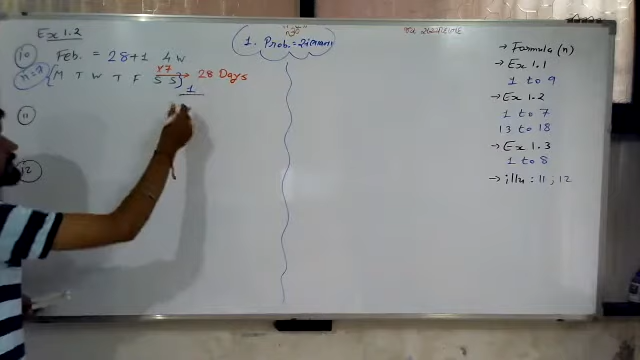 Ex 1.2
10 Feb. = 28+1 4 W
n=7 { M T W T F S S } → 28 Days
x7
1
11
12
1. Prob.=
→ Formula (n)
→ Ex 1.1
1 to 9
→ Ex 1.2
1 to 7
13 to 18
→ Ex 1.3
1 to 8
→ illu : 11 ; 12